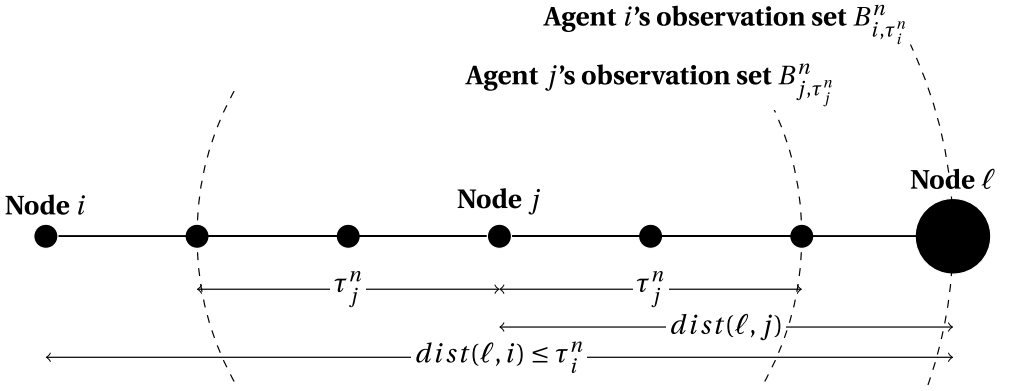 Agent i's observation set B^n_{i,τ^n_i}
Agent j's observation set B^n_{j,τ^n_j}
Node i
Node j
Node ℓ
τ^n_j
τ^n_j
dist(ℓ, j)
dist(ℓ, i) ≤ τ^n_i